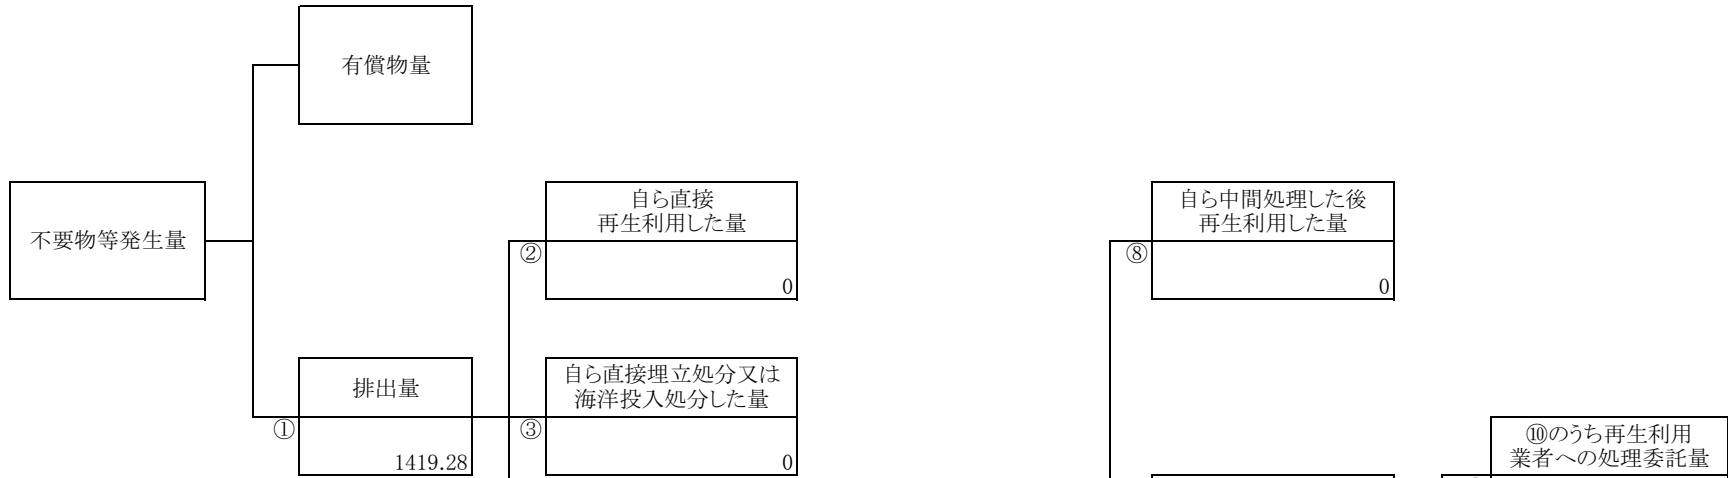 有償物量
不要物等発生量
自ら直接
再生利用した量
②
0
自ら中間処理した後
再生利用した量
⑧
0
排出量
①
1419.28
自ら直接埋立処分又は
海洋投入処分した量
③
0
⑩のうち再生利用
業者への処理委託量